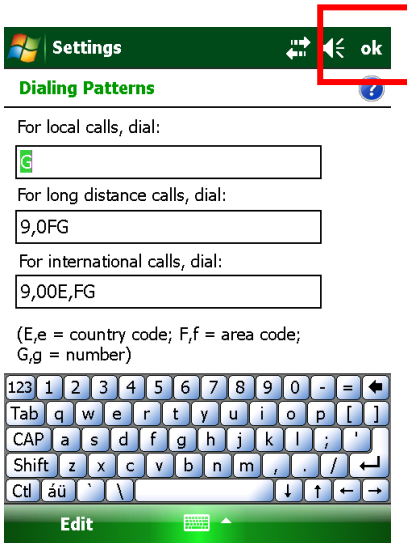 Settings ok
Dialing Patterns ?
For local calls, dial:
G
For long distance calls, dial:
9,0FG
For international calls, dial:
9,00E,FG
(E,e = country code; F,f = area code;
G,g = number)
123 1 2 3 4 5 6 7 8 9 0 - =
Tab q w e r t y u i o p [ ]
CAP a s d f g h j k l ; '
Shift z x c v b n m , . /
Ctl áü ` \
Edit